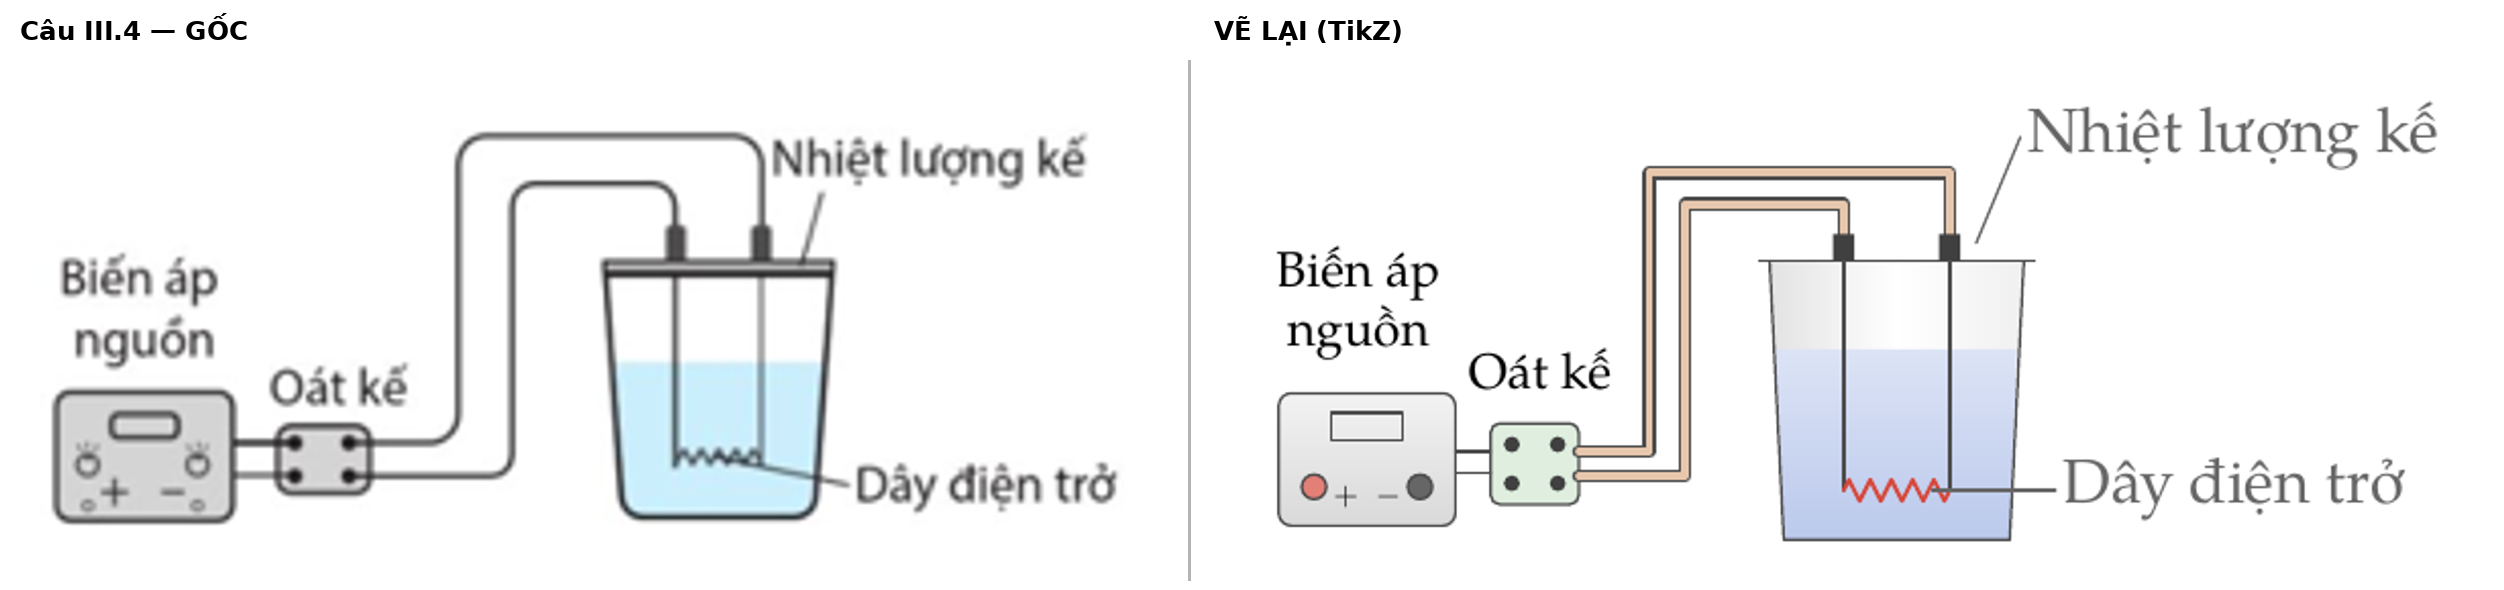 Câu III.4 — GỐC
Nhiệt lượng kế
Biến áp
nguồn
Oát kế
+ −
Dây điện trở
VẼ LẠI (TikZ)
Nhiệt lượng kế
Biến áp
nguồn
Oát kế
+ −
Dây điện trở